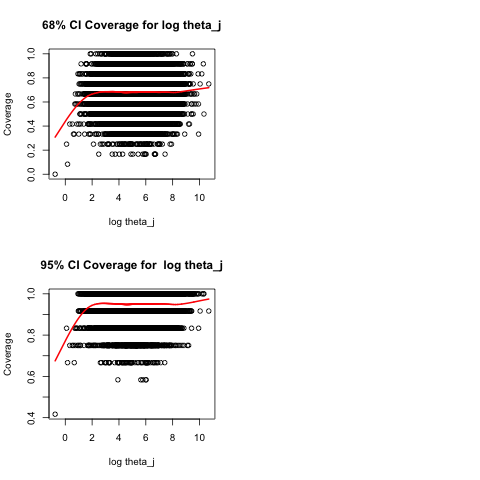 68% CI Coverage for log theta_j
Coverage
0.0 0.2 0.4 0.6 0.8 1.0
0 2 4 6 8 10
log theta_j
95% CI Coverage for  log theta_j
Coverage
0.4 0.6 0.8 1.0
0 2 4 6 8 10
log theta_j